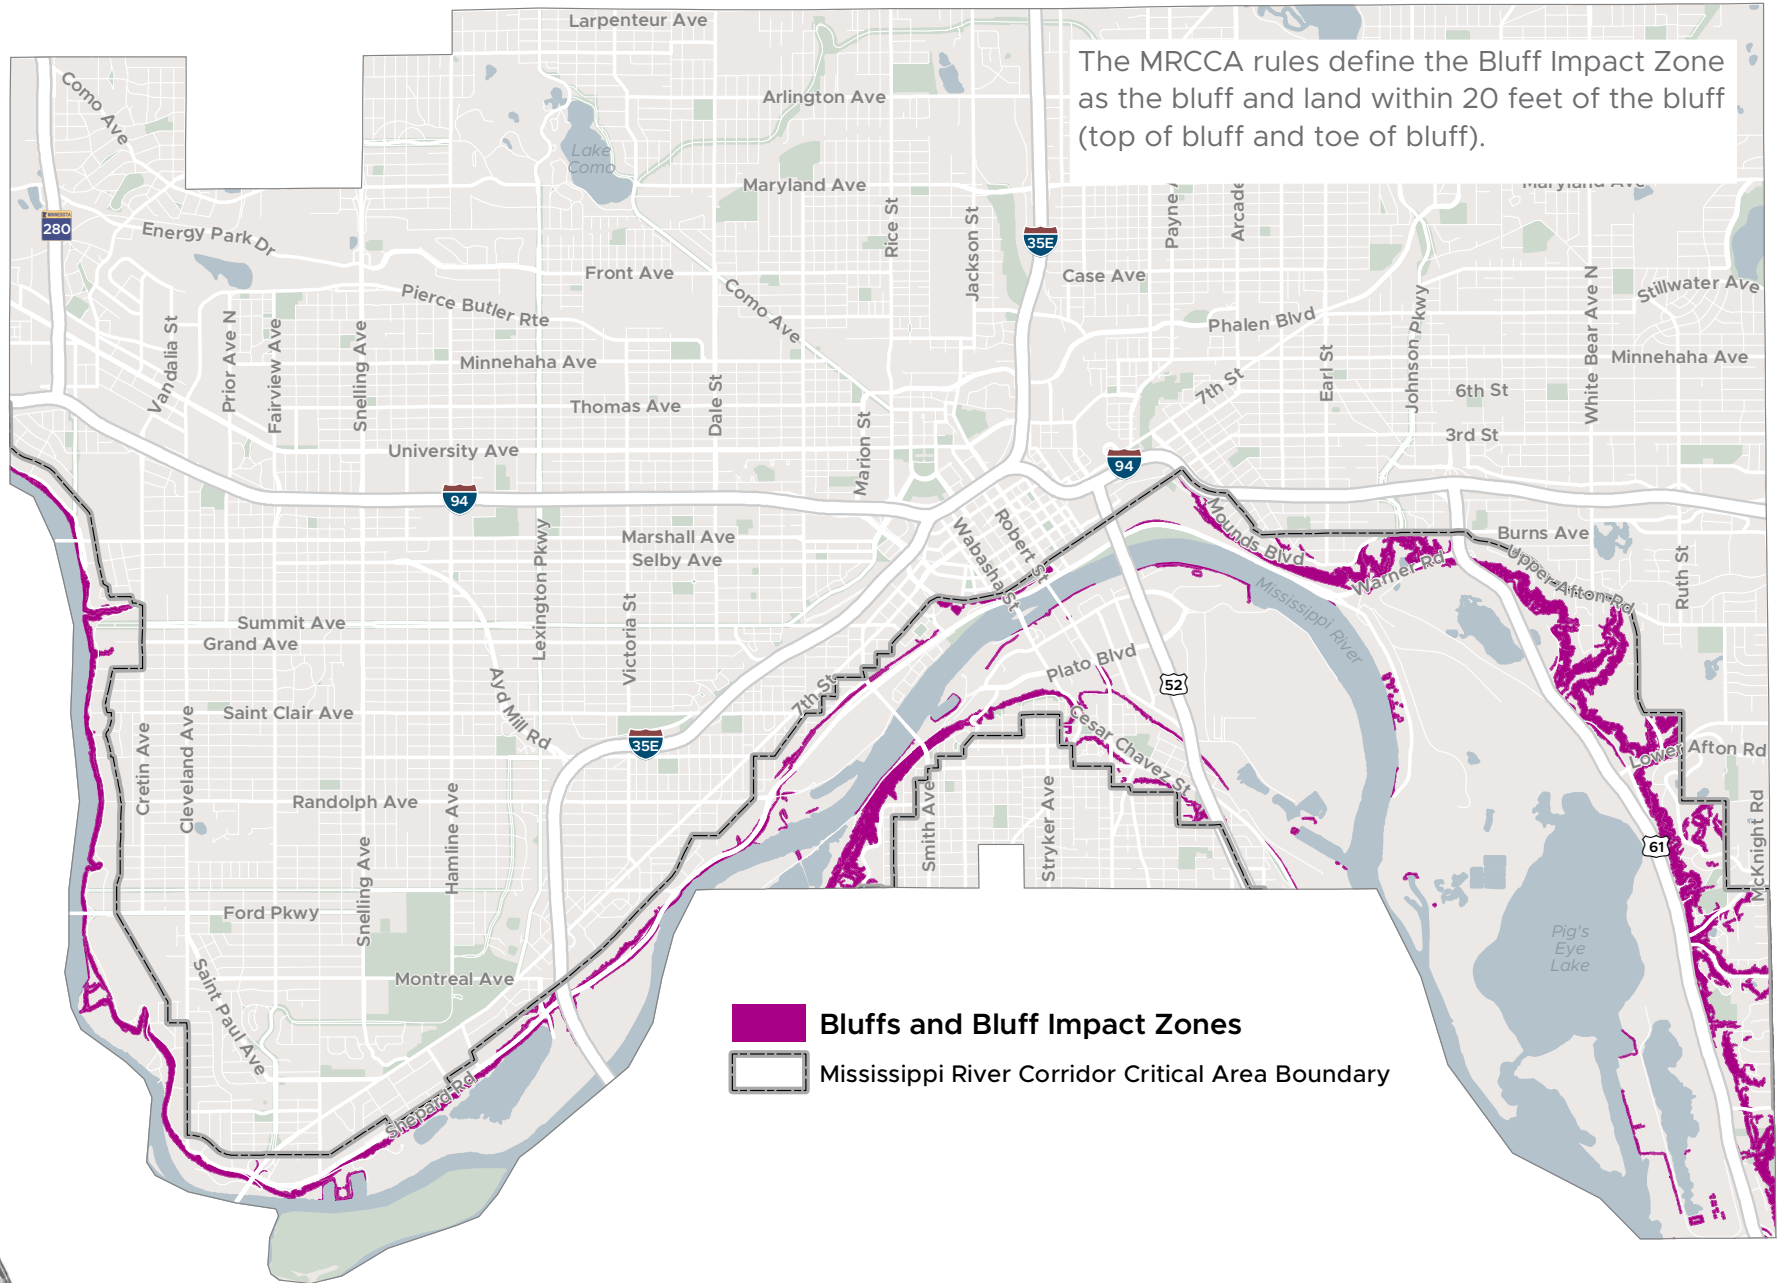 Larpenteur Ave
The MRCCA rules define the Bluff Impact Zone
as the bluff and land within 20 feet of the bluff
(top of bluff and toe of bluff).
Como Ave
Arlington Ave
Lake
Como
Maryland Ave
Maryland Ave
MINNESOTA
280
Energy Park Dr
Rice St
Jackson St
35E
Payne
Arcade
Front Ave
Case Ave
Como Ave
Pierce Butler Rte
Stillwater Ave
Vandalia St
Prior Ave N
Fairview Ave
Snelling Ave
Phalen Blvd
Johnson Pkwy
White Bear Ave N
Minnehaha Ave
Minnehaha Ave
Earl St
7th St
6th St
Thomas Ave
Dale St
Marion St
3rd St
University Ave
94
94
Lexington Pkwy
Marshall Ave
Selby Ave
Robert St
Wabasha St
Mounds Blvd
Burns Ave
Warner Rd
Upper Afton Rd
Ruth St
Mississippi River
Summit Ave
Grand Ave
Victoria St
Ayd Mill Rd
Plato Blvd
52
7th St
Saint Clair Ave
Cretin Ave
Cleveland Ave
35E
Cesar Chavez St
Lower Afton Rd
Randolph Ave
Hamline Ave
Snelling Ave
Smith Ave
Stryker Ave
61
McKnight Rd
Ford Pkwy
Pig's
Eye
Lake
Saint Paul Ave
Montreal Ave
Shepard Rd
Bluffs and Bluff Impact Zones
Mississippi River Corridor Critical Area Boundary